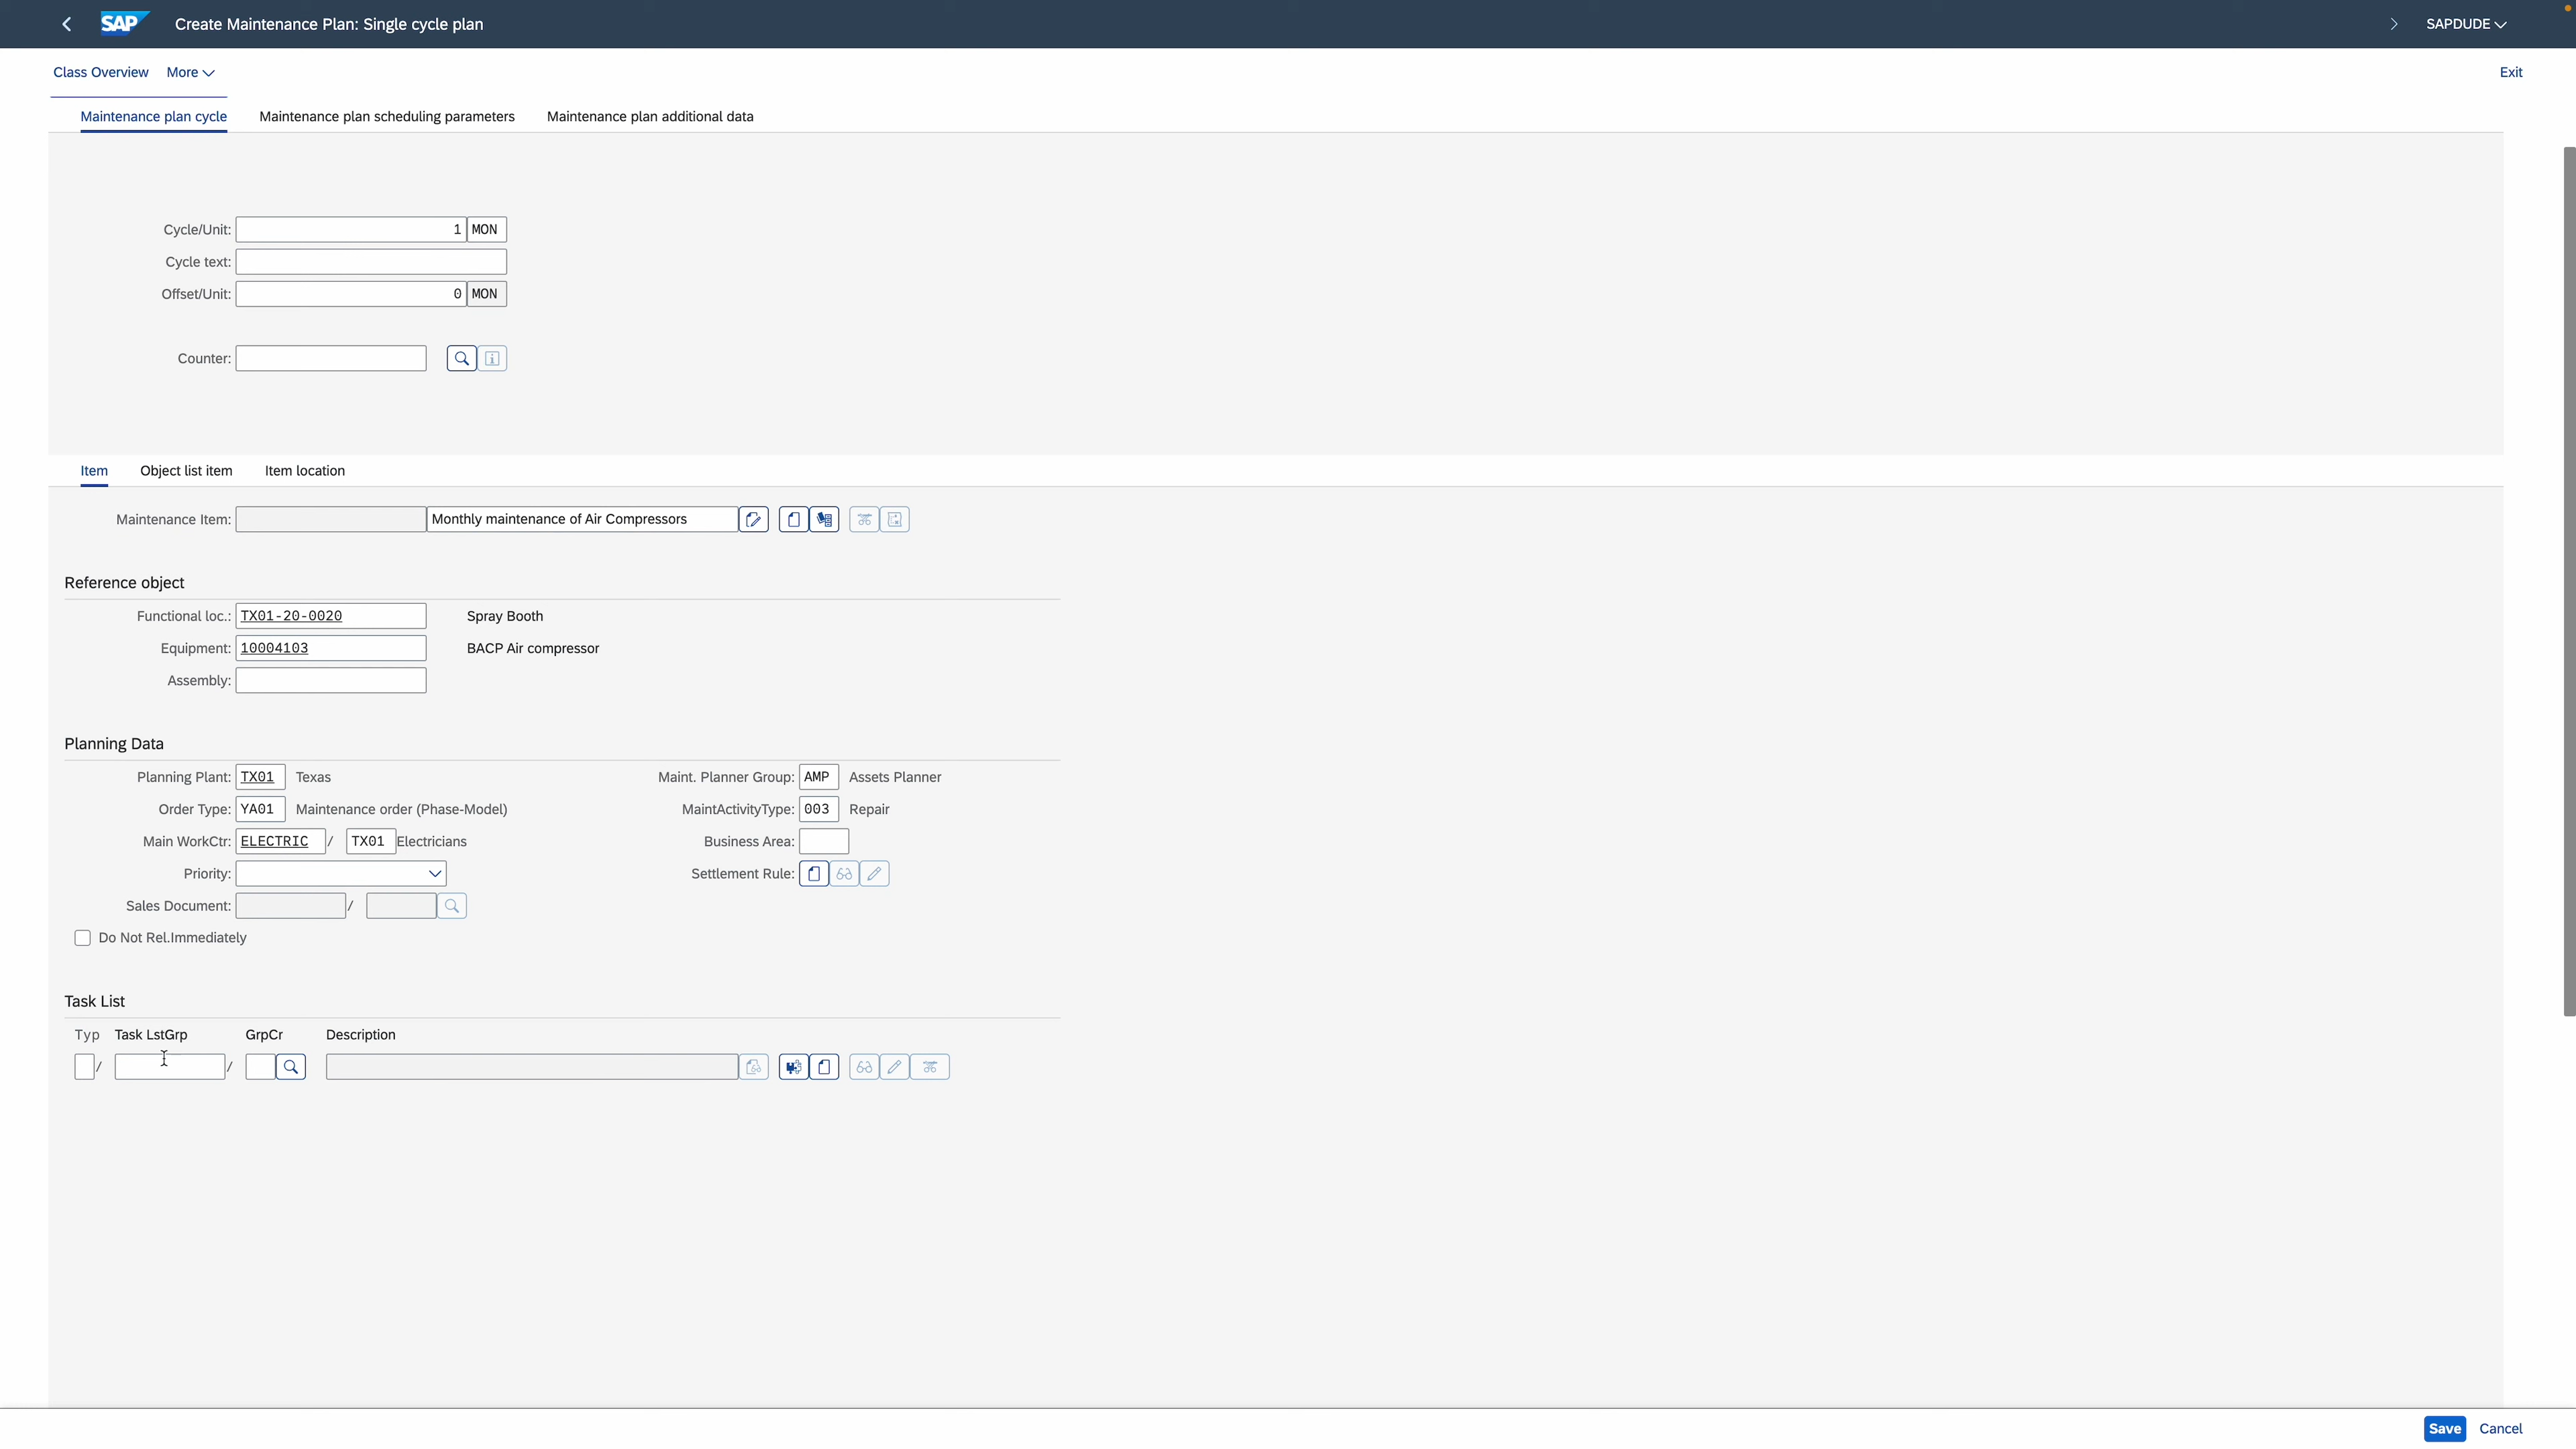 SAP Create Maintenance Plan: Single cycle plan SAPDUDE
Class Overview More Exit
Maintenance plan cycle Maintenance plan scheduling parameters Maintenance plan additional data
Cycle/Unit: 1 MON
Cycle text:
Offset/Unit: 0 MON
Counter:
Item Object list item Item location
Maintenance Item: Monthly maintenance of Air Compressors
Reference object
Functional loc.: TX01-20-0020 Spray Booth
Equipment: 10004103 BACP Air compressor
Assembly:
Planning Data
Planning Plant: TX01 Texas Maint. Planner Group: AMP Assets Planner
Order Type: YA01 Maintenance order (Phase-Model) MaintActivityType: 003 Repair
Main WorkCtr: ELECTRIC / TX01 Electricians Business Area:
Priority: Settlement Rule:
Sales Document: /
Do Not Rel.Immediately
Task List
Typ Task LstGrp GrpCr Description
/ /
Save Cancel